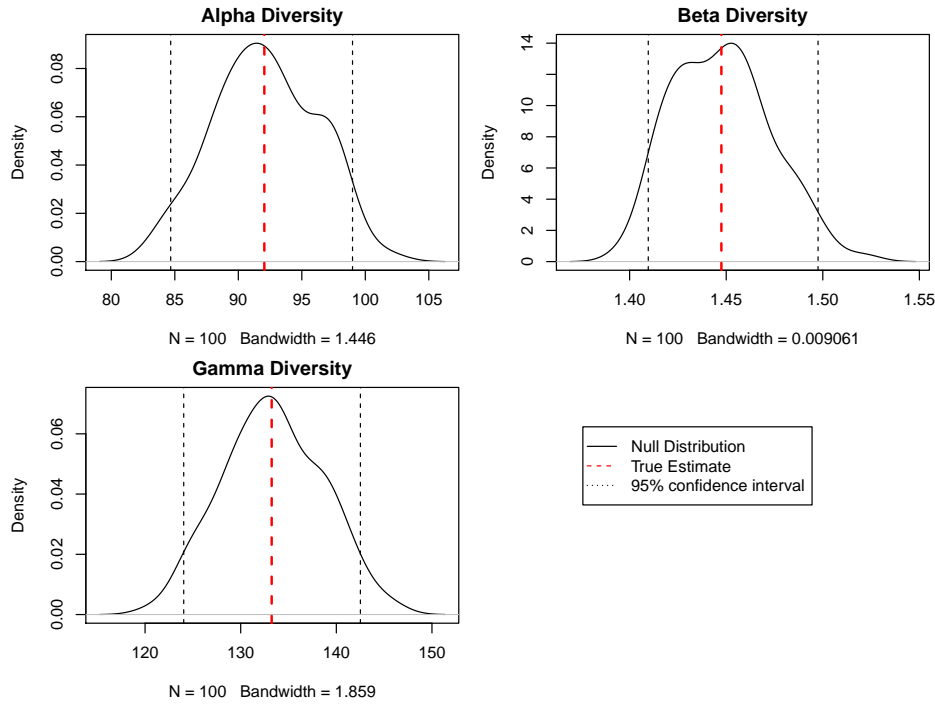 Alpha Diversity
Density
0.00
0.02
0.04
0.06
0.08
80 85 90 95 100 105
N = 100 Bandwidth = 1.446
Beta Diversity
Density
0
2
4
6
8
10
14
1.40 1.45 1.50 1.55
N = 100 Bandwidth = 0.009061
Gamma Diversity
Density
0.00
0.02
0.04
0.06
120 130 140 150
N = 100 Bandwidth = 1.859
Null Distribution
True Estimate
95% confidence interval